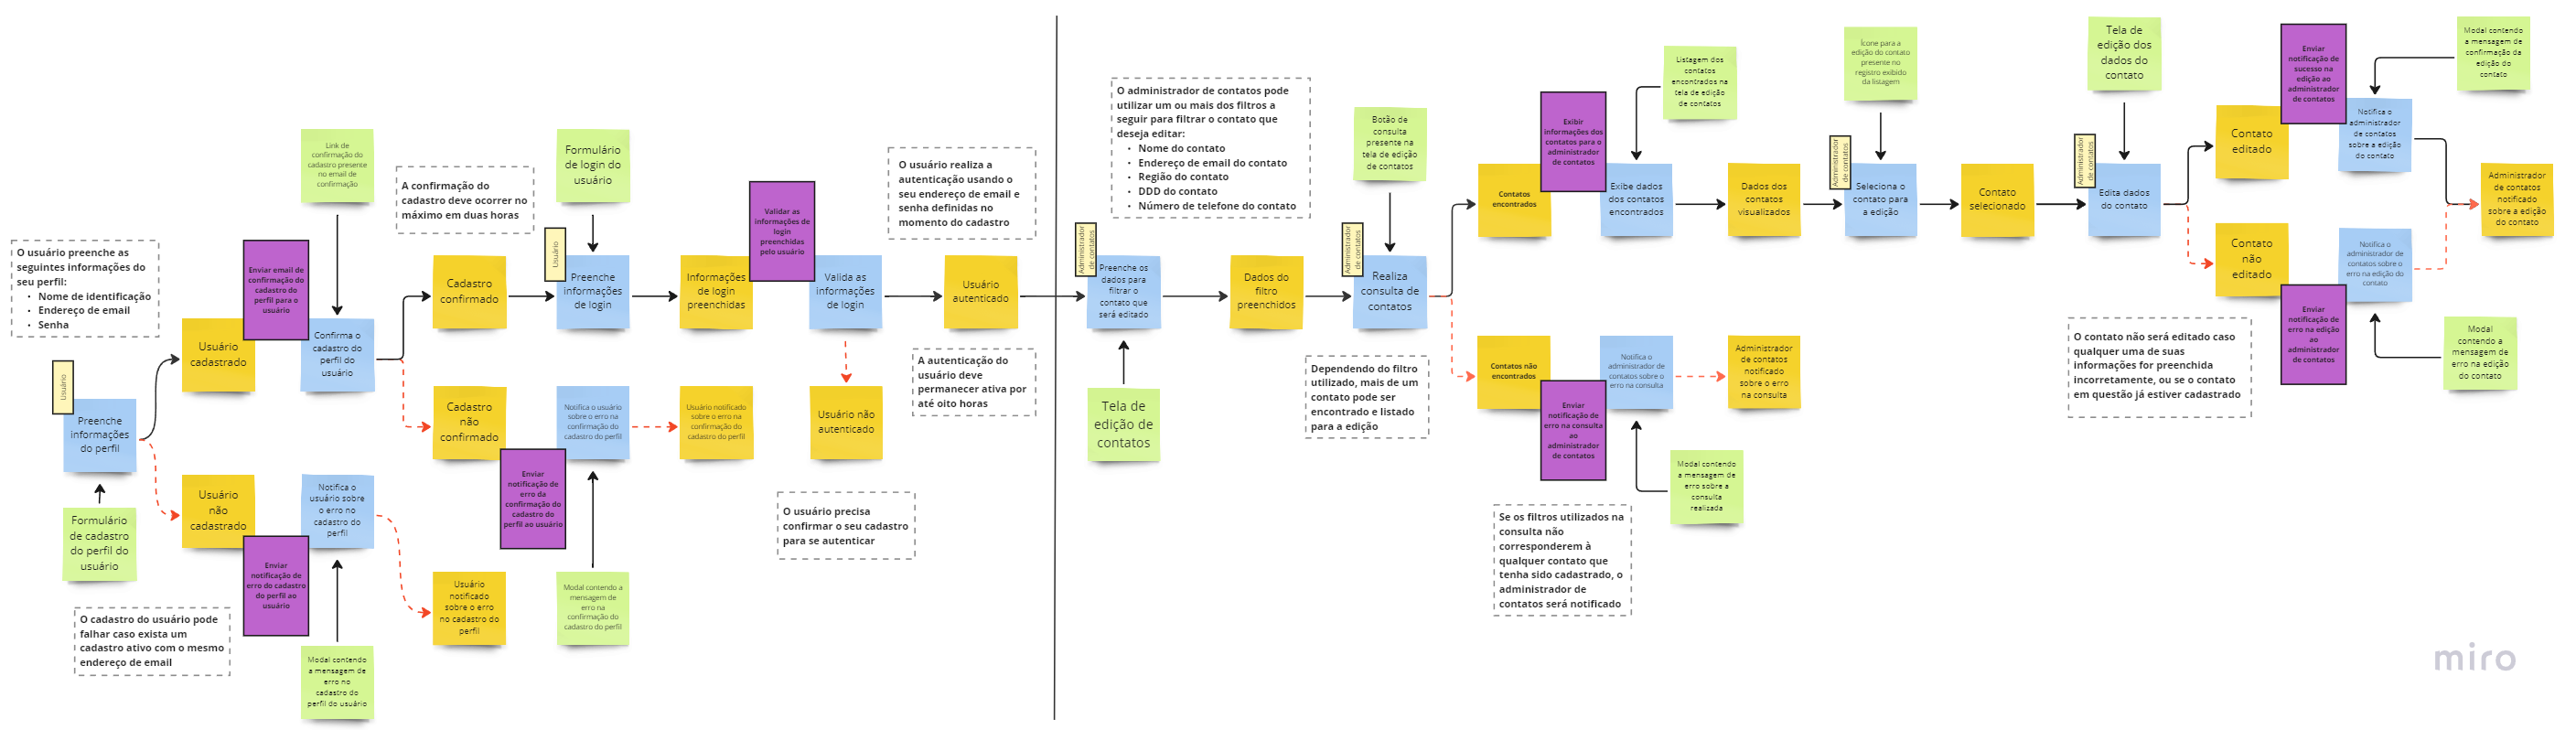 O usuário preenche as
seguintes informações do
seu perfil:
• Nome de identificação
• Endereço de email
• Senha
Usuário
Preenche
informações
do perfil
Formulário
de cadastro
do perfil do
usuário
O cadastro do usuário pode
falhar caso exista um
cadastro ativo com o mesmo
endereço de email
Usuário
cadastrado
Enviar email de
confirmação do
cadastro do
perfil para o
usuário
Link de
confirmação do
cadastro presente
no email de
confirmação
Confirma o
cadastro do
perfil do
usuário
Usuário
não
cadastrado
Enviar
notificação de
erro do cadastro
do perfil ao
usuário
Notifica o
usuário sobre
o erro no
cadastro do
perfil
Modal contendo
a mensagem de
erro no
cadastro do
perfil do usuário
Usuário
notificado
sobre o erro
no cadastro do
perfil
A confirmação do
cadastro deve ocorrer no
máximo em duas horas
Cadastro
confirmado
Cadastro
não
confirmado
Enviar
notificação de
erro da
confirmação do
cadastro do
perfil ao usuário
Notifica o usuário
sobre o erro na
confirmação do
cadastro do perfil
Modal contendo a
mensagem de
erro na
confirmação do
cadastro do perfil
Usuário notificado
sobre o erro na
confirmação do
cadastro do perfil
Formulário
de login do
usuário
Usuário
Preenche
informações
de login
Informações
de login
preenchidas
Validar as
informações de
login
preenchidas
pelo usuário
Valida as
informações
de login
Usuário não
autenticado
O usuário precisa
confirmar o seu cadastro
para se autenticar
O usuário realiza a
autenticação usando o
seu endereço de email e
senha definidas no
momento do cadastro
Usuário
autenticado
A autenticação do
usuário deve
permanecer ativa por
até oito horas
O administrador de contatos pode
utilizar um ou mais dos filtros a
seguir para filtrar o contato que
deseja editar:
• Nome do contato
• Endereço de email do contato
• Região do contato
• DDD do contato
• Número de telefone do contato
Administrador
de contatos
Preenche os
dados para
filtrar o
contato que
será editado
Tela de
edição de
contatos
Dados do
filtro
preenchidos
Botão de
consulta
presente na
tela de edição
de contatos
Administrador
de contatos
Realiza
consulta de
contatos
Dependendo do filtro
utilizado, mais de um
contato pode ser
encontrado e listado
para a edição
Contatos
encontrados
Exibir
informações dos
contatos para o
administrador
de contatos
Listagem dos
contatos
encontrados na
tela de edição
de contatos
Exibe dados
dos contatos
encontrados
Dados dos
contatos
visualizados
Contatos não
encontrados
Enviar
notificação de
erro na consulta
ao
administrador
de contatos
Notifica o
administrador de
contatos sobre o
erro na consulta
Administrador
de contatos
notificado
sobre o erro
na consulta
Modal contendo
a mensagem de
erro sobre a
consulta
realizada
Se os filtros utilizados na
consulta não
corresponderem à
qualquer contato que
tenha sido cadastrado, o
administrador de
contatos será notificado
Ícone para a
edição do contato
presente no
registro exibido
da listagem
Administrador
de contatos
Seleciona o
contato para
a edição
Contato
selecionado
Tela de
edição dos
dados do
contato
Administrador
de contatos
Edita dados
do contato
Contato
editado
Enviar
notificação de
sucesso na
edição ao
administrador
de contatos
Notifica o
administrador
de contatos
sobre a edição
do contato
Modal contendo
a mensagem de
confirmação da
edição do
contato
Contato
não
editado
Enviar
notificação de
erro na edição
ao
administrador
de contatos
Notifica o
administrador de
contatos sobre o
erro na edição do
contato
Modal
contendo a
mensagem de
erro na edição
do contato
Administrador
de contatos
notificado
sobre a edição
do contato
O contato não será editado caso
qualquer uma de suas
informações for preenchida
incorretamente, ou se o contato
em questão já estiver cadastrado
miro